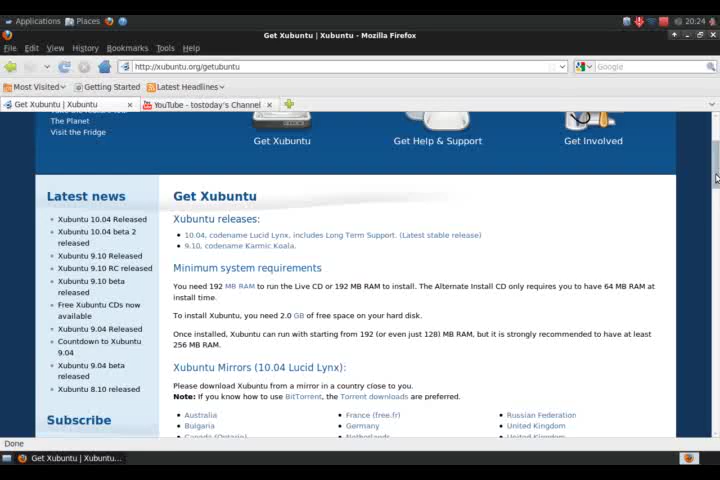 Applications Places 20:24
Get Xubuntu | Xubuntu - Mozilla Firefox
File Edit View History Bookmarks Tools Help
http://xubuntu.org/getubuntu Google
Most Visited Getting Started Latest Headlines
Get Xubuntu | Xubuntu YouTube - tostoday's Channel
The Planet
Visit the Fridge
Get Xubuntu Get Help & Support Get Involved
Latest news
Xubuntu 10.04 Released
Xubuntu 10.04 beta 2
released
Xubuntu 9.10 Released
Xubuntu 9.10 RC released
Xubuntu 9.10 beta
released
Free Xubuntu CDs now
available
Xubuntu 9.04 Released
Countdown to Xubuntu
9.04
Xubuntu 9.04 beta
released
Xubuntu 8.10 released
Subscribe
Get Xubuntu
Xubuntu releases:
10.04, codename Lucid Lynx, includes Long Term Support. (Latest stable release)
9.10, codename Karmic Koala.
Minimum system requirements
You need 192 MB RAM to run the Live CD or 192 MB RAM to install. The Alternate Install CD only requires you to have 64 MB RAM at
install time.
To install Xubuntu, you need 2.0 GB of free space on your hard disk.
Once installed, Xubuntu can run with starting from 192 (or even just 128) MB RAM, but it is strongly recommended to have at least
256 MB RAM.
Xubuntu Mirrors (10.04 Lucid Lynx):
Please download Xubuntu from a mirror in a country close to you.
Note: If you know how to use BitTorrent, the Torrent downloads are preferred.
Australia France (free.fr) Russian Federation
Bulgaria Germany United Kingdom
Canada (Ontario) Netherlands United Kingdom
Done
Get Xubuntu | Xubuntu...